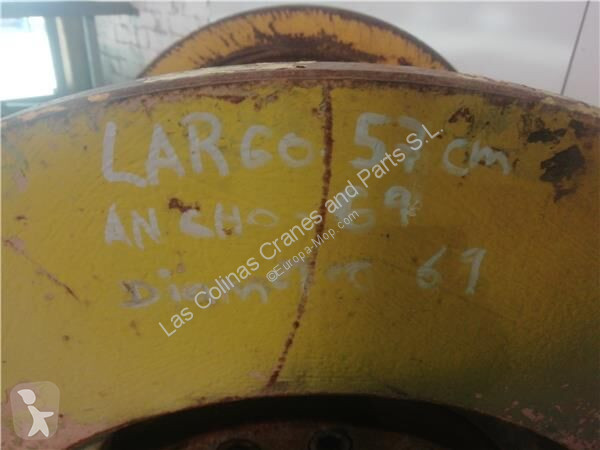 LARGO 57 cm
ANCHO - 69
Diametro 69
Las Colinas Cranes and Parts S.L.
©Europa-Mop.com